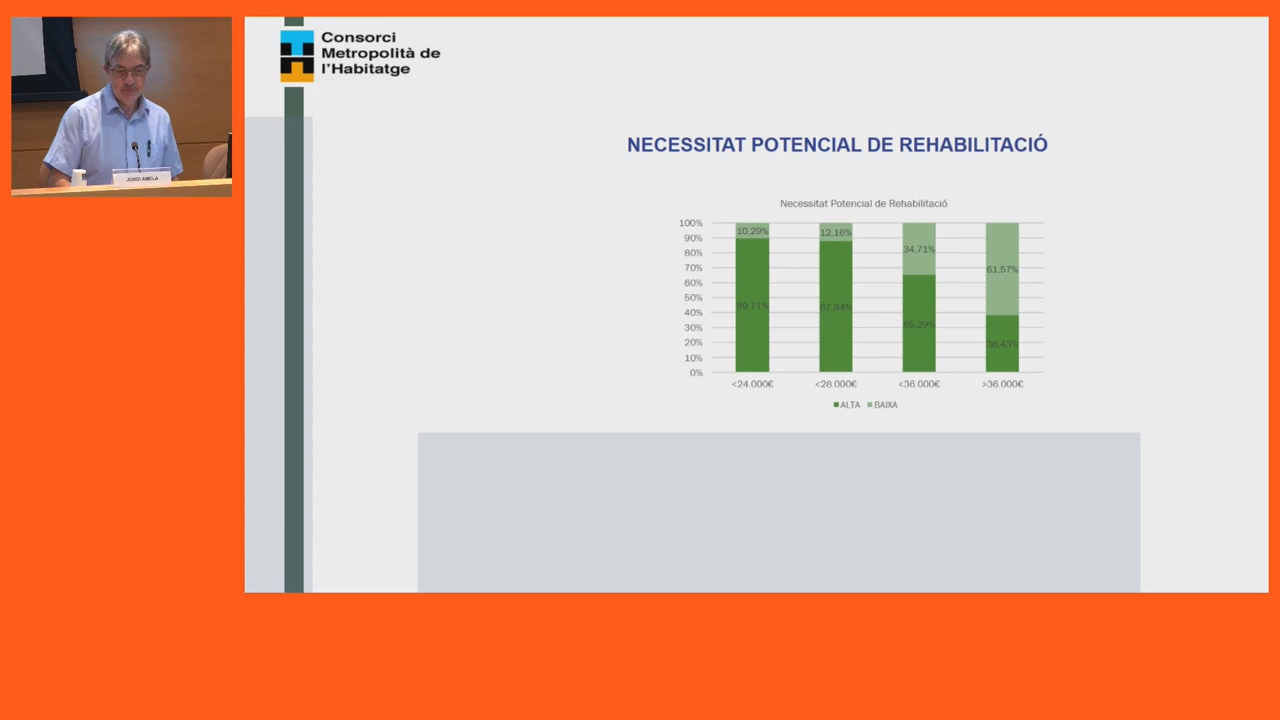 Consorci
Metropolità de
l'Habitatge
JORDI AMELA
NECESSITAT POTENCIAL DE REHABILITACIÓ
Necessitat Potencial de Rehabilitació
100%
90%
80%
70%
60%
50%
40%
30%
20%
10%
0%
10,29% 12,16% 34,71% 61,57%
89,71% 87,84% 65,29% 38,43%
<24.000€ <28.000€ <36.000€ >36.000€
ALTA BAIXA